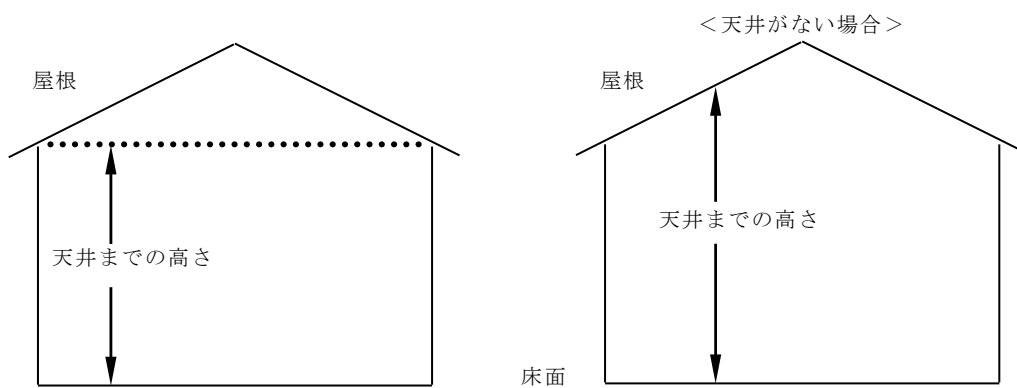 屋根
天井までの高さ
＜天井がない場合＞
屋根
天井までの高さ
床面